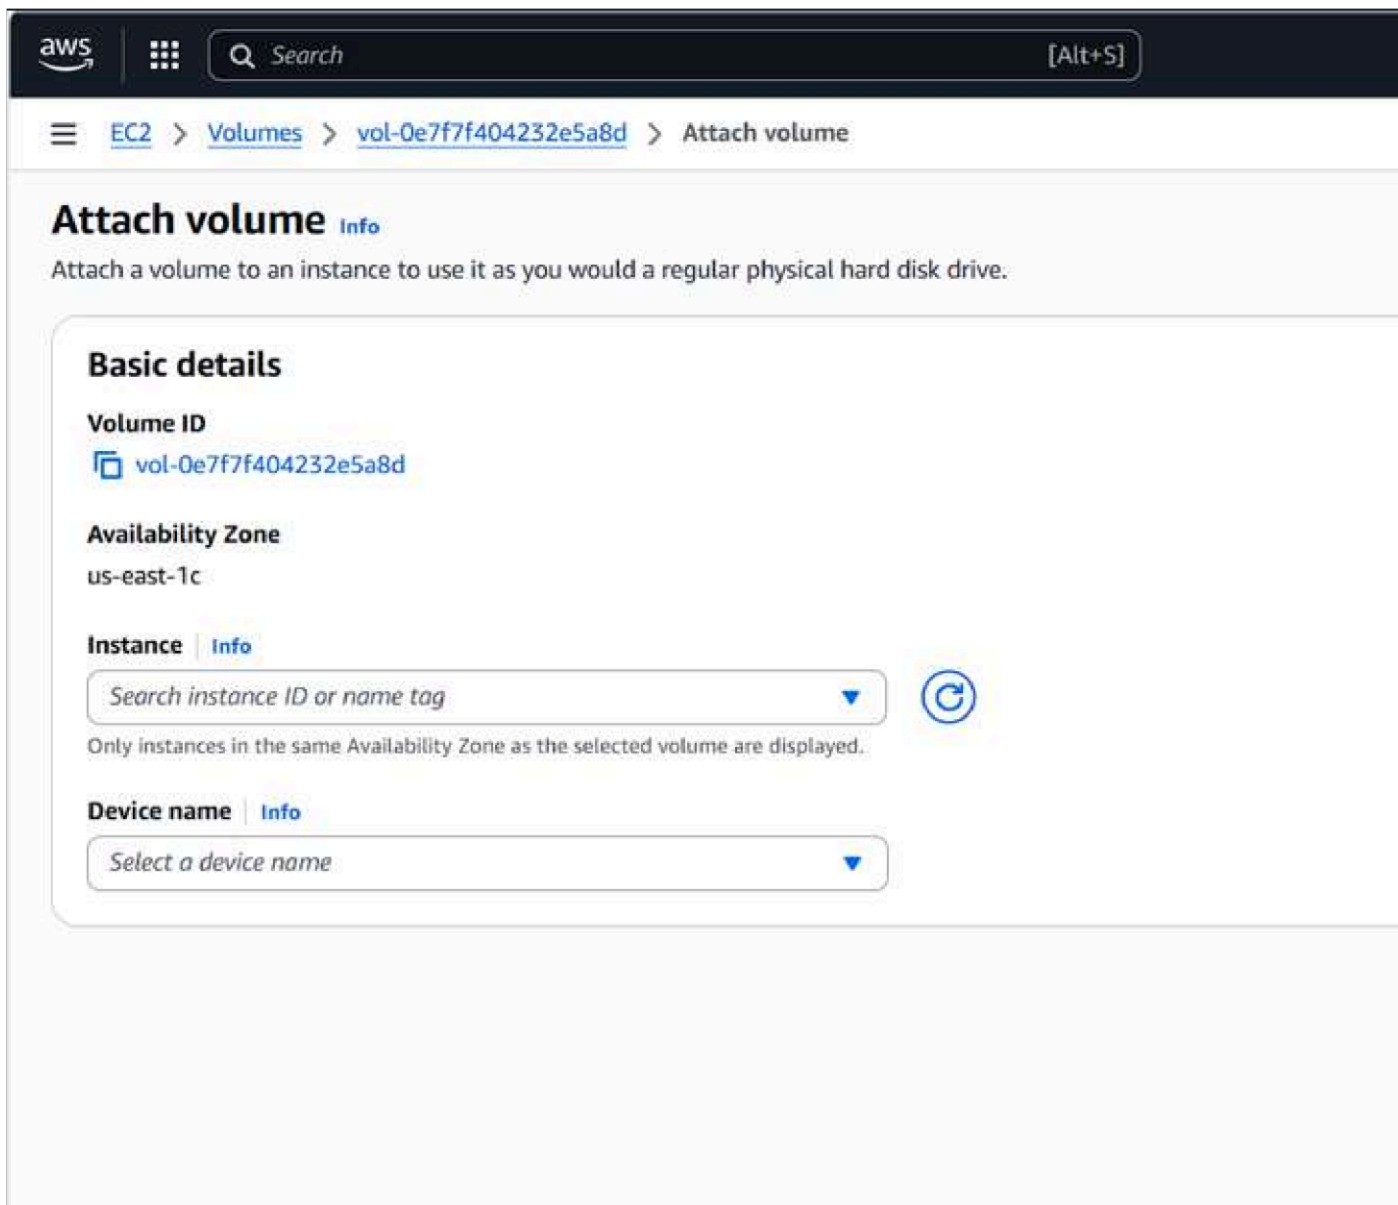 aws Search [Alt+S]
EC2 > Volumes > vol-0e7f7f404232e5a8d > Attach volume
Attach volume Info
Attach a volume to an instance to use it as you would a regular physical hard disk drive.
Basic details
Volume ID
vol-0e7f7f404232e5a8d
Availability Zone
us-east-1c
Instance Info
Search instance ID or name tag
Only instances in the same Availability Zone as the selected volume are displayed.
Device name Info
Select a device name